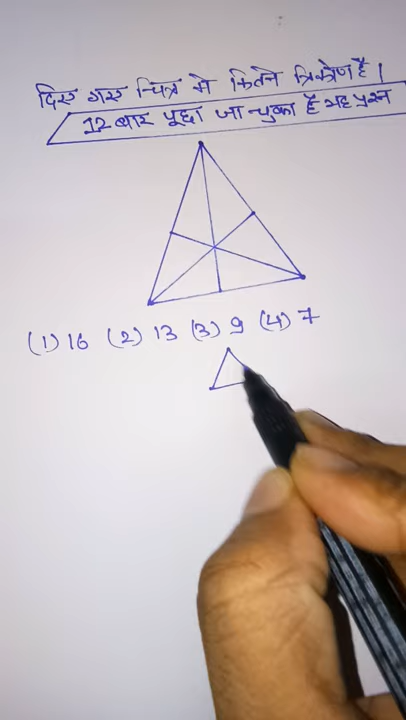 दिए गए चित्र मे कितने त्रिकोण है।
12 बार पूछा जा चुका है यह प्रश्न
(1) 16 (2) 13 (3) 9 (4) 7